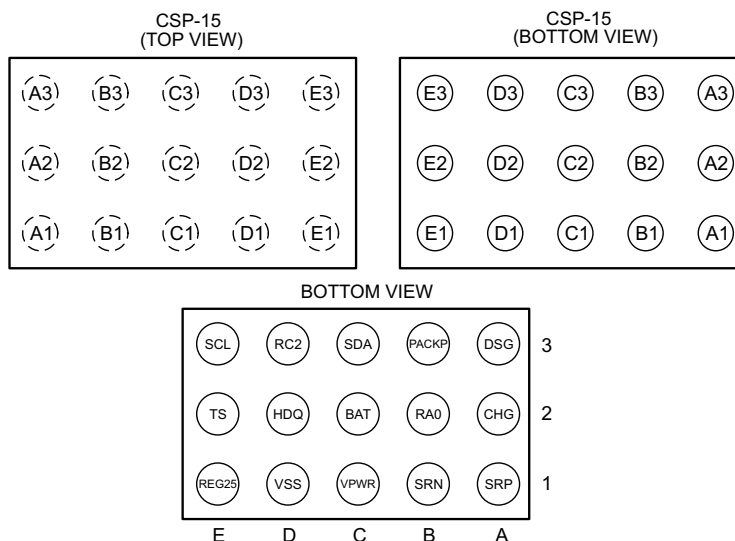 CSP-15
(TOP VIEW)
A3 B3 C3 D3 E3
A2 B2 C2 D2 E2
A1 B1 C1 D1 E1
CSP-15
(BOTTOM VIEW)
E3 D3 C3 B3 A3
E2 D2 C2 B2 A2
E1 D1 C1 B1 A1
BOTTOM VIEW
SCL RC2 SDA PACKP DSG 3
TS HDQ BAT RA0 CHG 2
REG25 VSS VPWR SRN SRP 1
E D C B A